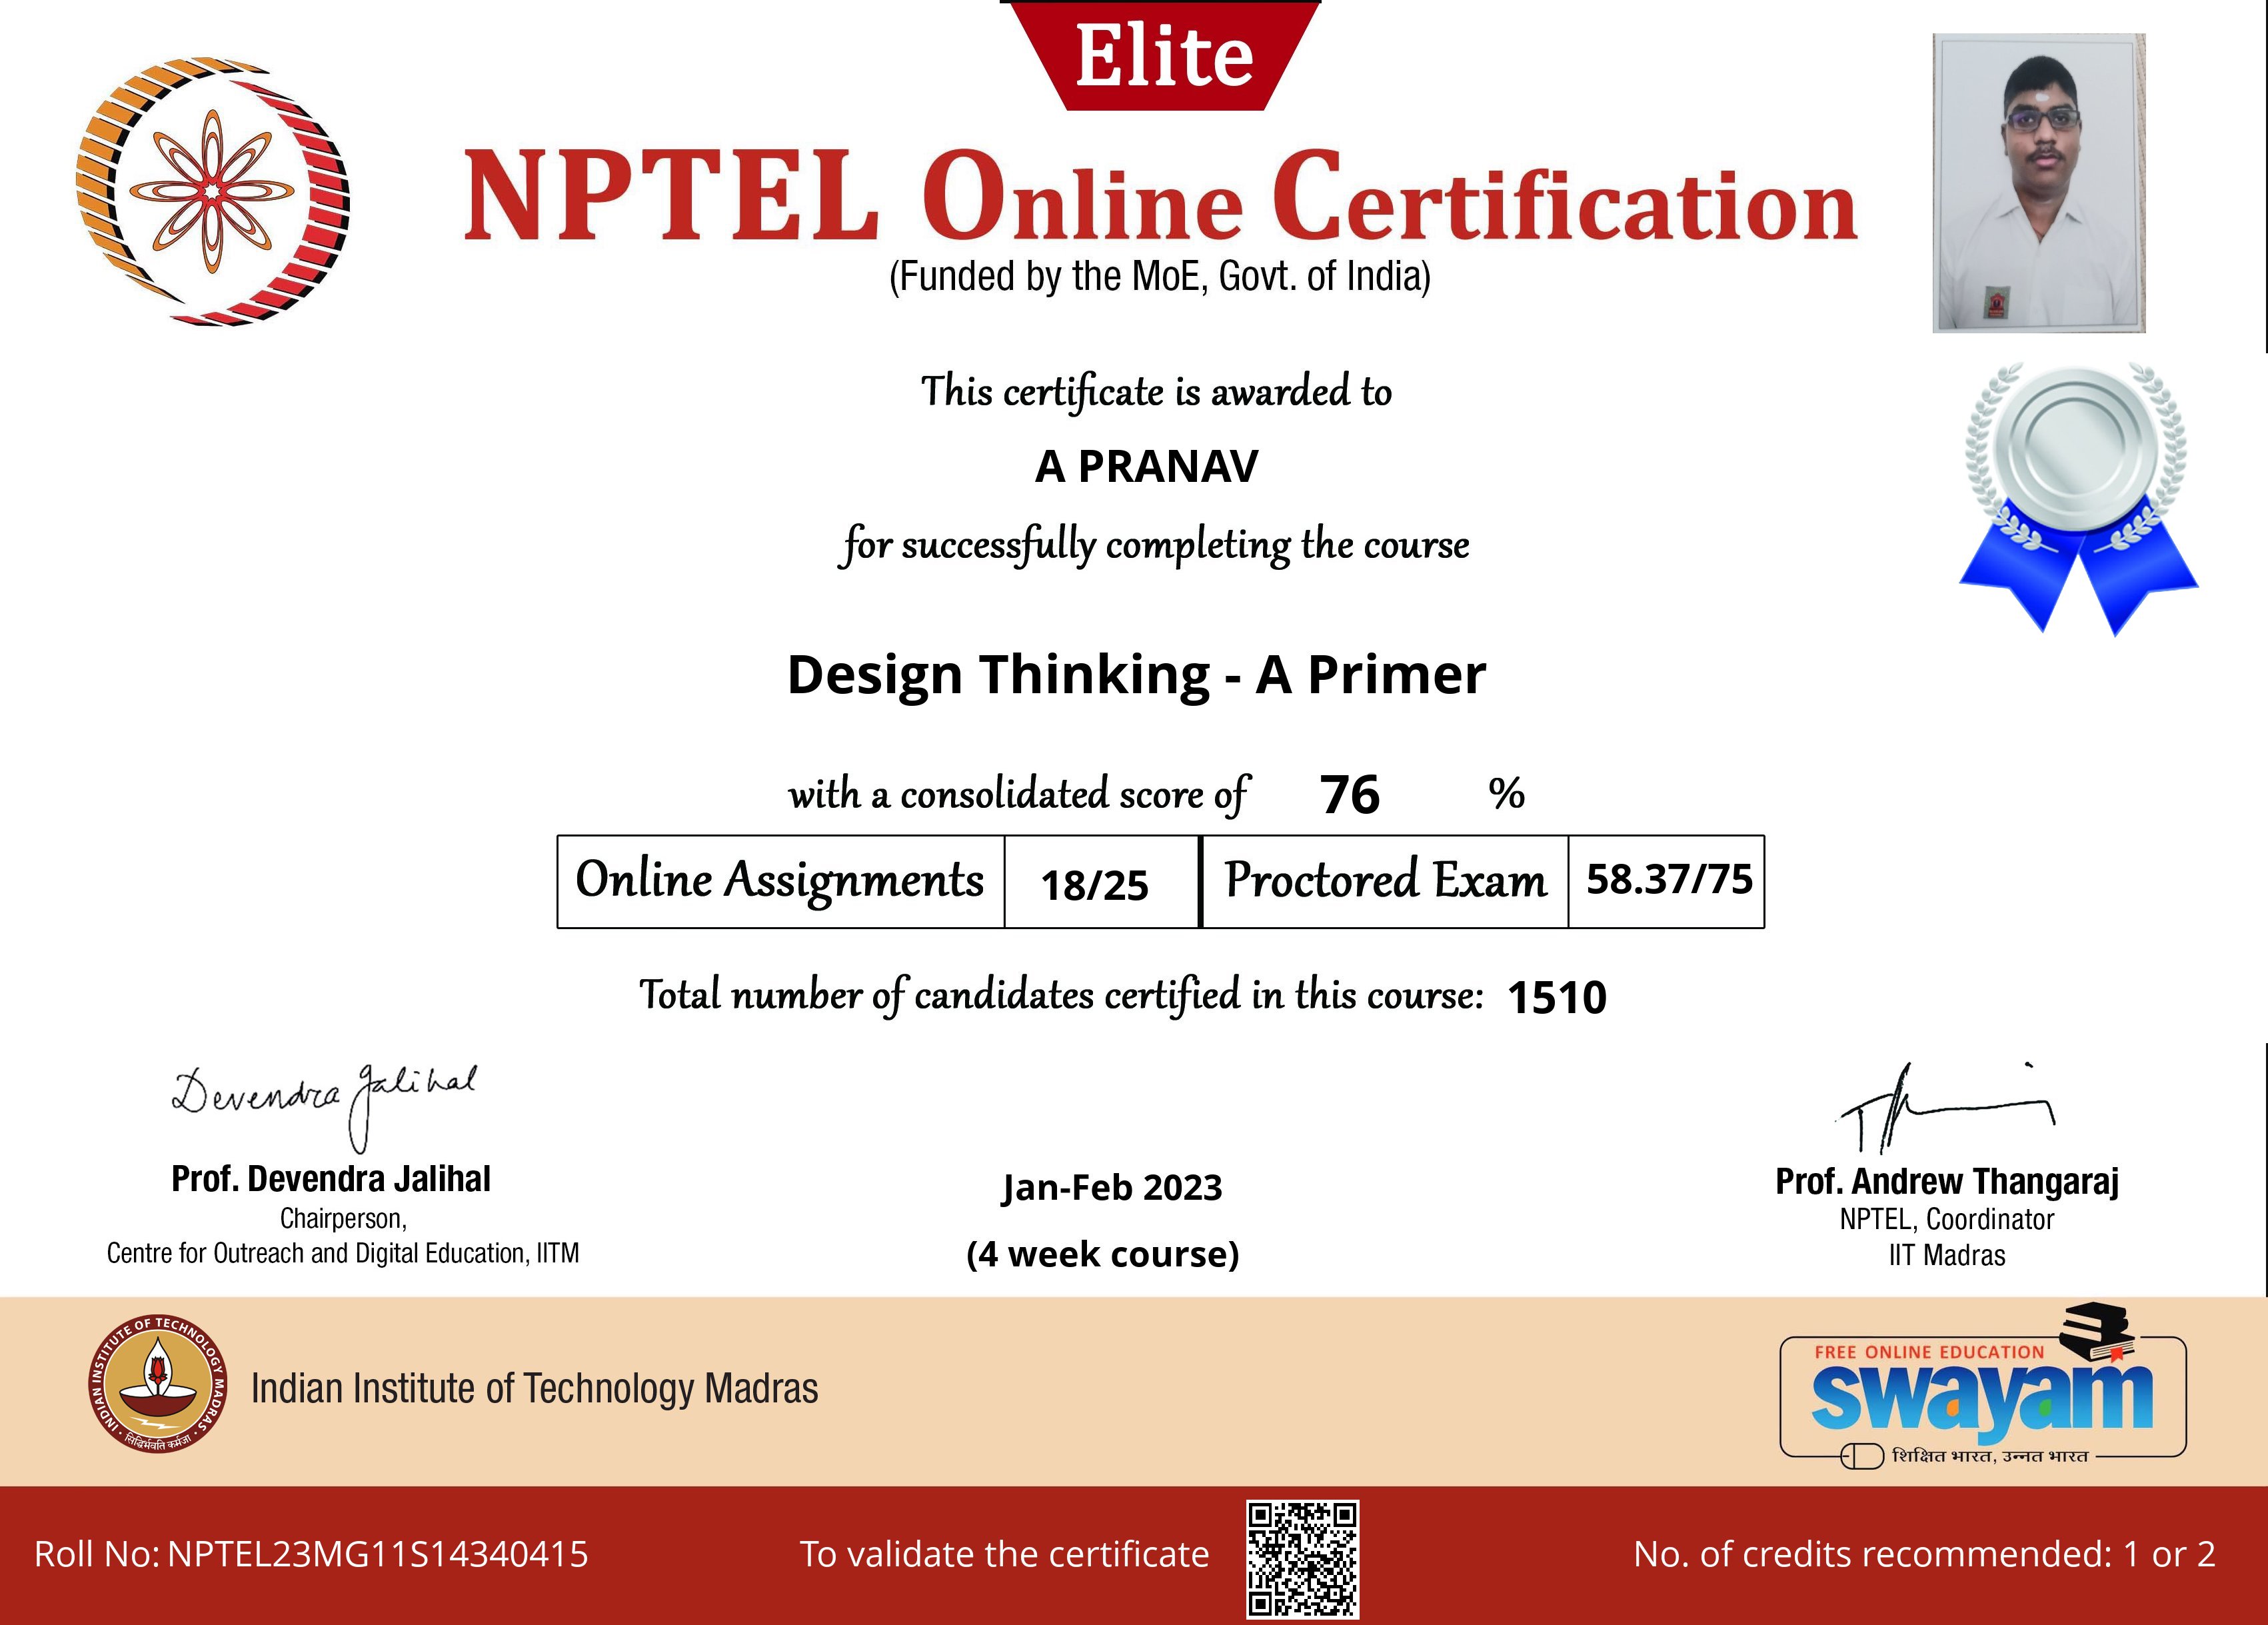 Elite
NPTEL Online Certification
(Funded by the MoE, Govt. of India)
This certificate is awarded to
A PRANAV
for successfully completing the course
Design Thinking - A Primer
with a consolidated score of 76 %
Online Assignments 18/25 Proctored Exam 58.37/75
Total number of candidates certified in this course: 1510
Devendra Jalihal
Prof. Devendra Jalihal
Chairperson,
Centre for Outreach and Digital Education, IITM
Jan-Feb 2023
(4 week course)
Prof. Andrew Thangaraj
NPTEL, Coordinator
IIT Madras
INDIAN INSTITUTE OF TECHNOLOGY MADRAS
सिद्धिर्भवति कर्मजा
Indian Institute of Technology Madras
FREE ONLINE EDUCATION
swayam
शिक्षित भारत, उन्नत भारत
Roll No: NPTEL23MG11S14340415
To validate the certificate
No. of credits recommended: 1 or 2